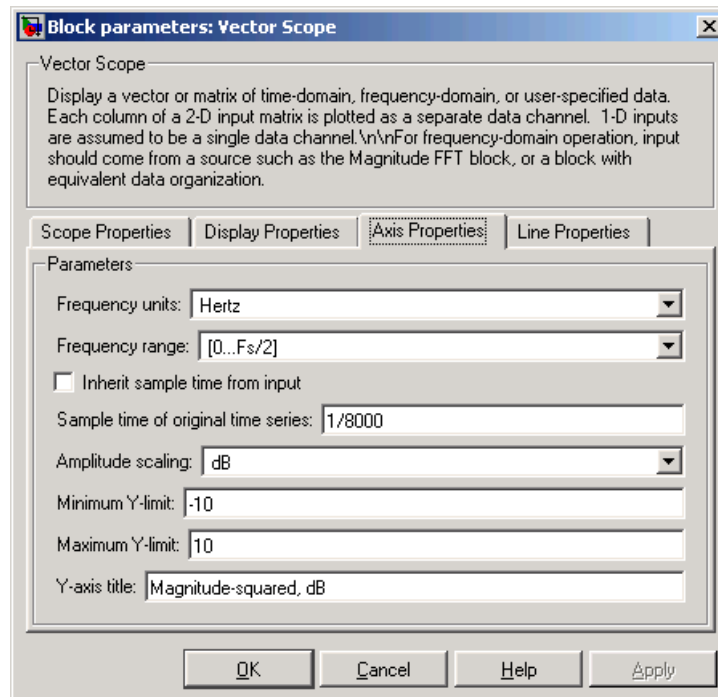 Block parameters: Vector Scope
Vector Scope
Display a vector or matrix of time-domain, frequency-domain, or user-specified data.
Each column of a 2-D input matrix is plotted as a separate data channel.  1-D inputs
are assumed to be a single data channel.\n\nFor frequency-domain operation, input
should come from a source such as the Magnitude FFT block, or a block with
equivalent data organization.
Scope Properties Display Properties Axis Properties Line Properties
Parameters
Frequency units: Hertz
Frequency range: [0...Fs/2]
Inherit sample time from input
Sample time of original time series: 1/8000
Amplitude scaling: dB
Minimum Y-limit: -10
Maximum Y-limit: 10
Y-axis title: Magnitude-squared, dB
OK Cancel Help Apply